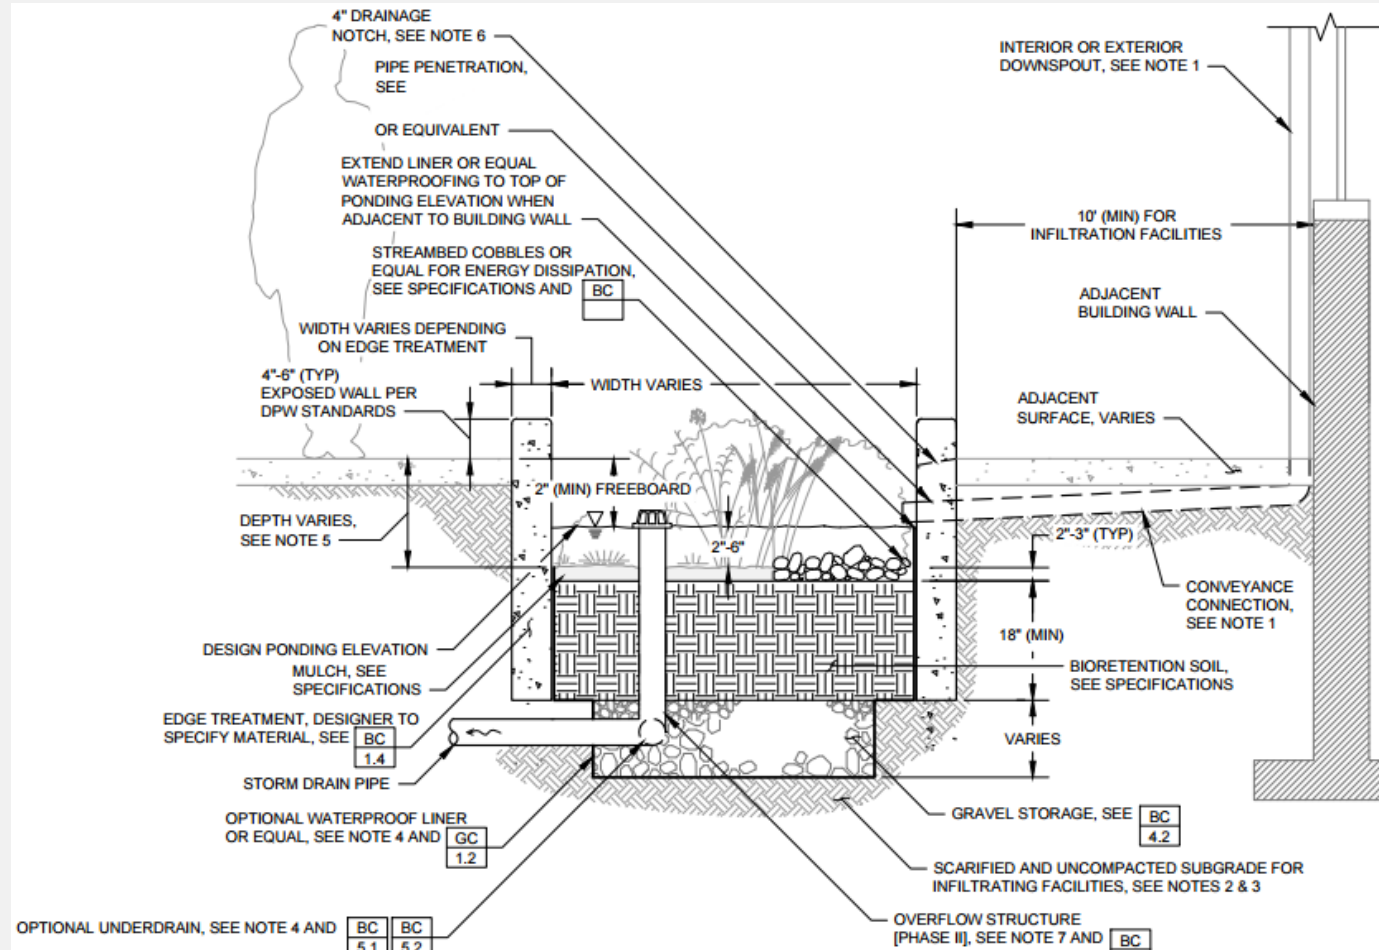 4" DRAINAGE
NOTCH, SEE NOTE 6
PIPE PENETRATION,
SEE
OR EQUIVALENT
EXTEND LINER OR EQUAL
WATERPROOFING TO TOP OF
PONDING ELEVATION WHEN
ADJACENT TO BUILDING WALL
STREAMBED COBBLES OR
EQUAL FOR ENERGY DISSIPATION,
SEE SPECIFICATIONS AND
BC
WIDTH VARIES DEPENDING
ON EDGE TREATMENT
4"-6" (TYP)
EXPOSED WALL PER
DPW STANDARDS
WIDTH VARIES
INTERIOR OR EXTERIOR
DOWNSPOUT, SEE NOTE 1
10' (MIN) FOR
INFILTRATION FACILITIES
ADJACENT
BUILDING WALL
ADJACENT
SURFACE, VARIES
2" (MIN) FREEBOARD
DEPTH VARIES,
SEE NOTE 5
2"-6"
2"-3" (TYP)
CONVEYANCE
CONNECTION,
SEE NOTE 1
18" (MIN)
DESIGN PONDING ELEVATION
MULCH, SEE
SPECIFICATIONS
BIORETENTION SOIL,
SEE SPECIFICATIONS
EDGE TREATMENT, DESIGNER TO
SPECIFY MATERIAL, SEE
BC
1.4
VARIES
STORM DRAIN PIPE
OPTIONAL WATERPROOF LINER
OR EQUAL, SEE NOTE 4 AND
GC
1.2
GRAVEL STORAGE, SEE
BC
4.2
SCARIFIED AND UNCOMPACTED SUBGRADE FOR
INFILTRATING FACILITIES, SEE NOTES 2 & 3
OPTIONAL UNDERDRAIN, SEE NOTE 4 AND
BC BC
5.1 5.2
OVERFLOW STRUCTURE
[PHASE II], SEE NOTE 7 AND
BC